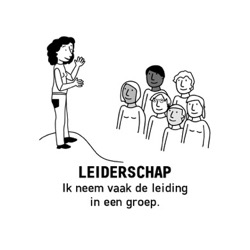 LEIDERSCHAP
Ik neem vaak de leiding
in een groep.